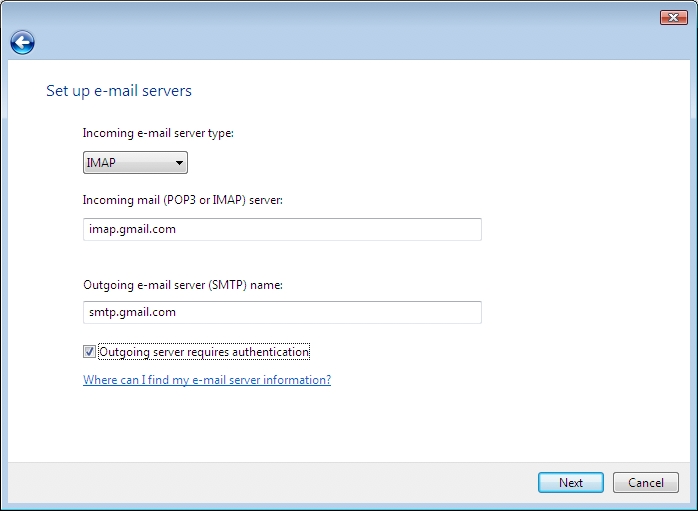 Set up e-mail servers
Incoming e-mail server type:
IMAP
Incoming mail (POP3 or IMAP) server:
imap.gmail.com
Outgoing e-mail server (SMTP) name:
smtp.gmail.com
Outgoing server requires authentication
Where can I find my e-mail server information?
Next Cancel